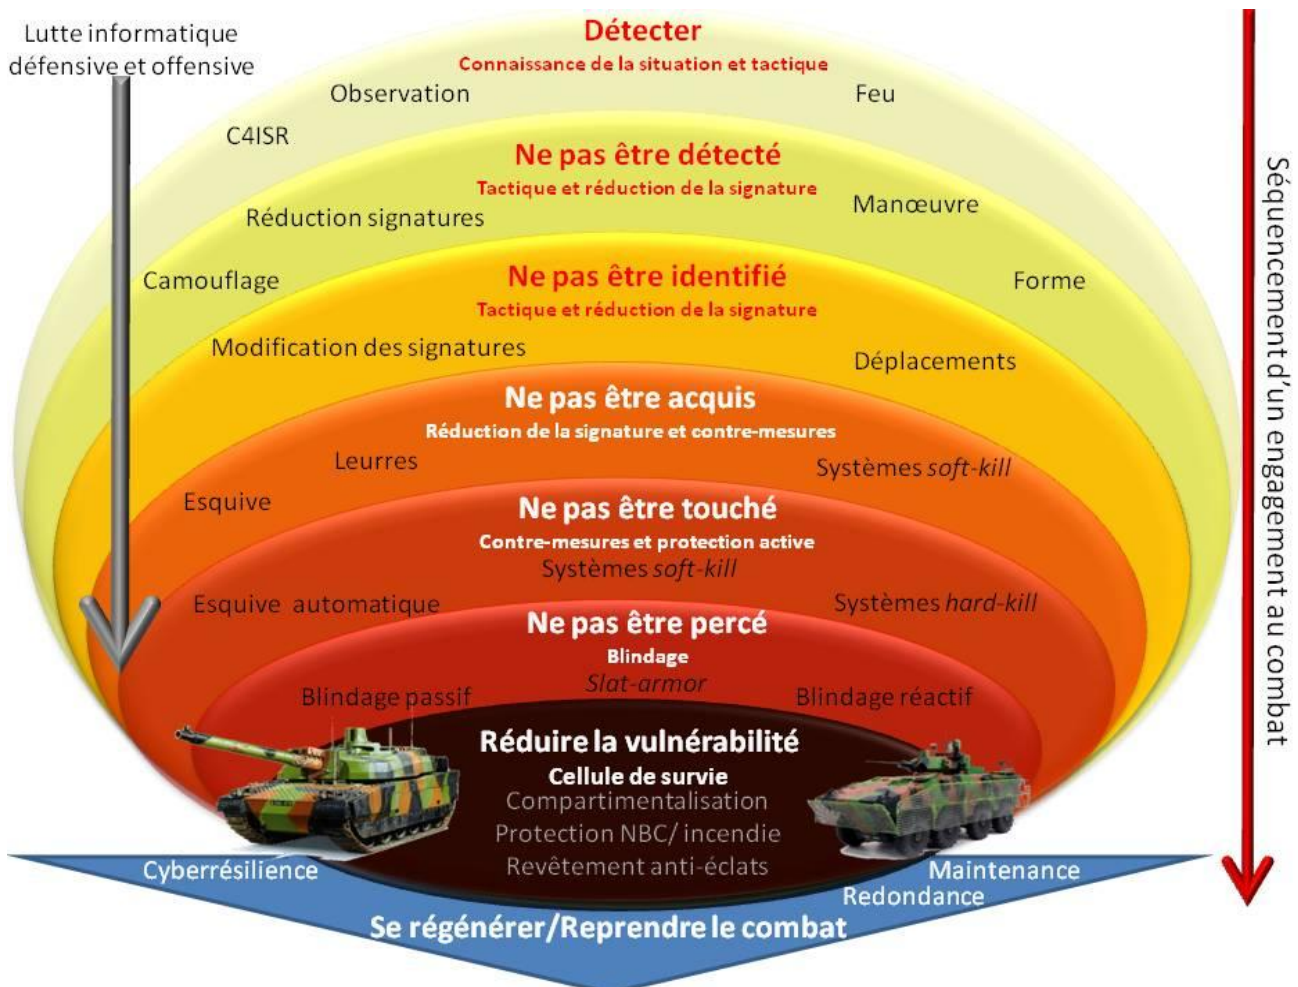 Lutte informatique
défensive et offensive
Détecter
Connaissance de la situation et tactique
Observation
Feu
C4ISR
Ne pas être détecté
Tactique et réduction de la signature
Réduction signatures
Manœuvre
Camouflage
Ne pas être identifié
Forme
Tactique et réduction de la signature
Modification des signatures
Déplacements
Ne pas être acquis
Réduction de la signature et contre-mesures
Leurres
Systèmes soft-kill
Esquive
Ne pas être touché
Contre-mesures et protection active
Systèmes soft-kill
Esquive automatique
Systèmes hard-kill
Ne pas être percé
Blindage
Slat-armor
Blindage passif
Blindage réactif
Réduire la vulnérabilité
Cellule de survie
Compartimentalisation
Protection NBC/ incendie
Revêtement anti-éclats
Cyberrésilience
Maintenance
Redondance
Se régénérer/Reprendre le combat
Séquencement d'un engagement au combat